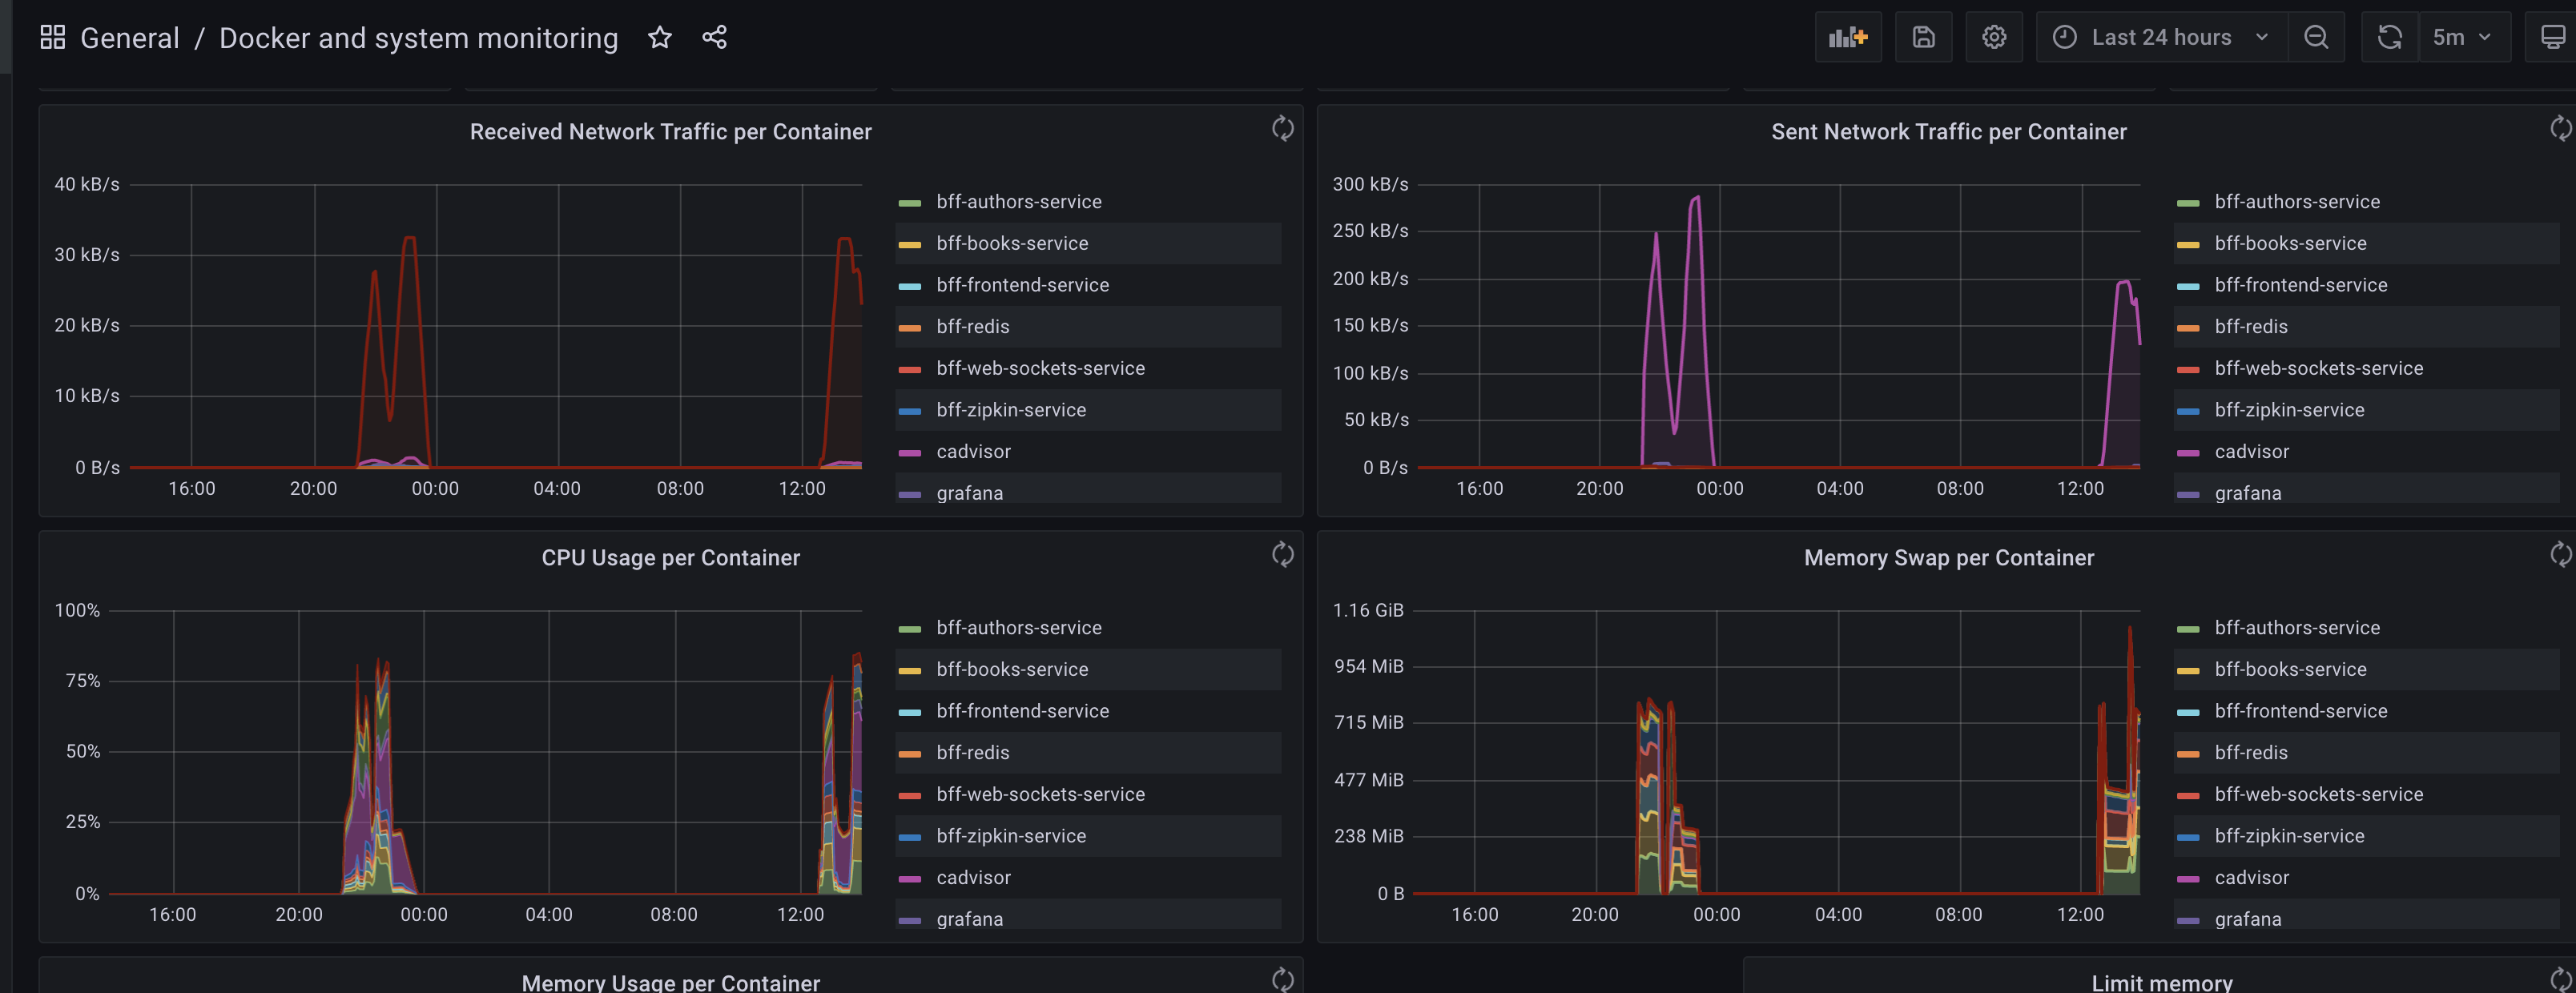 General / Docker and system monitoring
Last 24 hours
5m
Received Network Traffic per Container
40 kB/s
30 kB/s
20 kB/s
10 kB/s
0 B/s
16:00 20:00 00:00 04:00 08:00 12:00
bff-authors-service
bff-books-service
bff-frontend-service
bff-redis
bff-web-sockets-service
bff-zipkin-service
cadvisor
grafana
Sent Network Traffic per Container
300 kB/s
250 kB/s
200 kB/s
150 kB/s
100 kB/s
50 kB/s
0 B/s
16:00 20:00 00:00 04:00 08:00 12:00
bff-authors-service
bff-books-service
bff-frontend-service
bff-redis
bff-web-sockets-service
bff-zipkin-service
cadvisor
grafana
CPU Usage per Container
100%
75%
50%
25%
0%
16:00 20:00 00:00 04:00 08:00 12:00
bff-authors-service
bff-books-service
bff-frontend-service
bff-redis
bff-web-sockets-service
bff-zipkin-service
cadvisor
grafana
Memory Swap per Container
1.16 GiB
954 MiB
715 MiB
477 MiB
238 MiB
0 B
16:00 20:00 00:00 04:00 08:00 12:00
bff-authors-service
bff-books-service
bff-frontend-service
bff-redis
bff-web-sockets-service
bff-zipkin-service
cadvisor
grafana
Memory Usage per Container
Limit memory